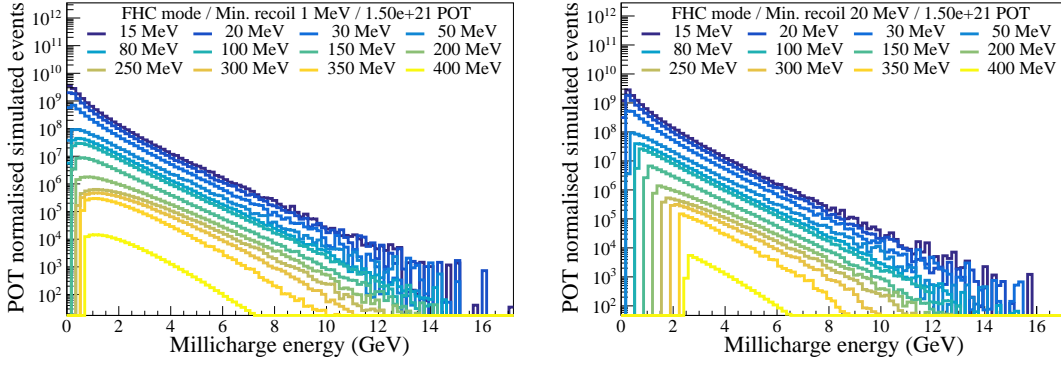 FHC mode / Min. recoil 1 MeV / 1.50e+21 POT
15 MeV 20 MeV 30 MeV 50 MeV
80 MeV 100 MeV 150 MeV 200 MeV
250 MeV 300 MeV 350 MeV 400 MeV
POT normalised simulated events
10^12
10^11
10^10
10^9
10^8
10^7
10^6
10^5
10^4
10^3
10^2
0 2 4 6 8 10 12 14 16
Millicharge energy (GeV)
FHC mode / Min. recoil 20 MeV / 1.50e+21 POT
15 MeV 20 MeV 30 MeV 50 MeV
80 MeV 100 MeV 150 MeV 200 MeV
250 MeV 300 MeV 350 MeV 400 MeV
POT normalised simulated events
10^12
10^11
10^10
10^9
10^8
10^7
10^6
10^5
10^4
10^3
10^2
0 2 4 6 8 10 12 14 16
Millicharge energy (GeV)